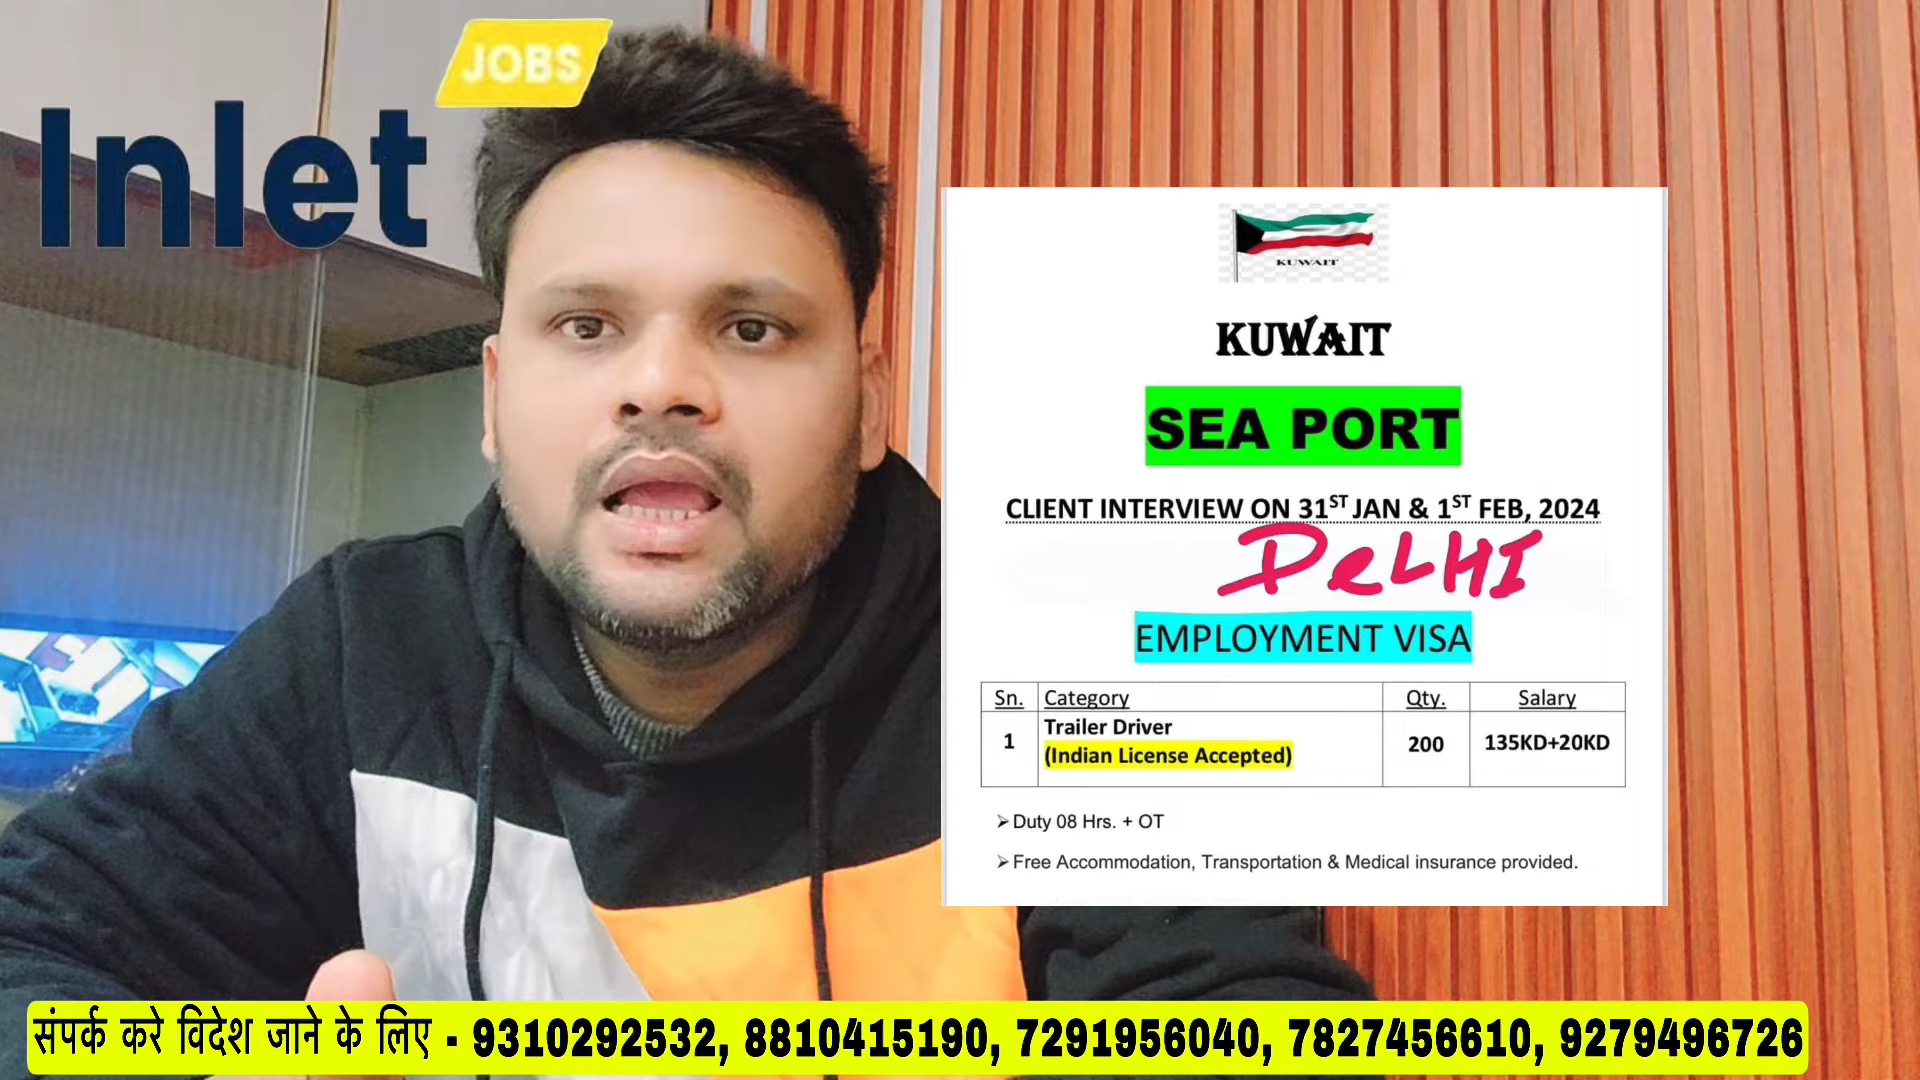 JOBS
Inlet
KUWAIT
KUWAIT
SEA PORT
CLIENT INTERVIEW ON 31ST JAN & 1ST FEB, 2024
DeLHI
EMPLOYMENT VISA
Sn. Category Qty. Salary
1 Trailer Driver (Indian License Accepted) 200 135KD+20KD
➢ Duty 08 Hrs. + OT
➢ Free Accommodation, Transportation & Medical insurance provided.
संपर्क करे विदेश जाने के लिए - 9310292532, 8810415190, 7291956040, 7827456610, 9279496726